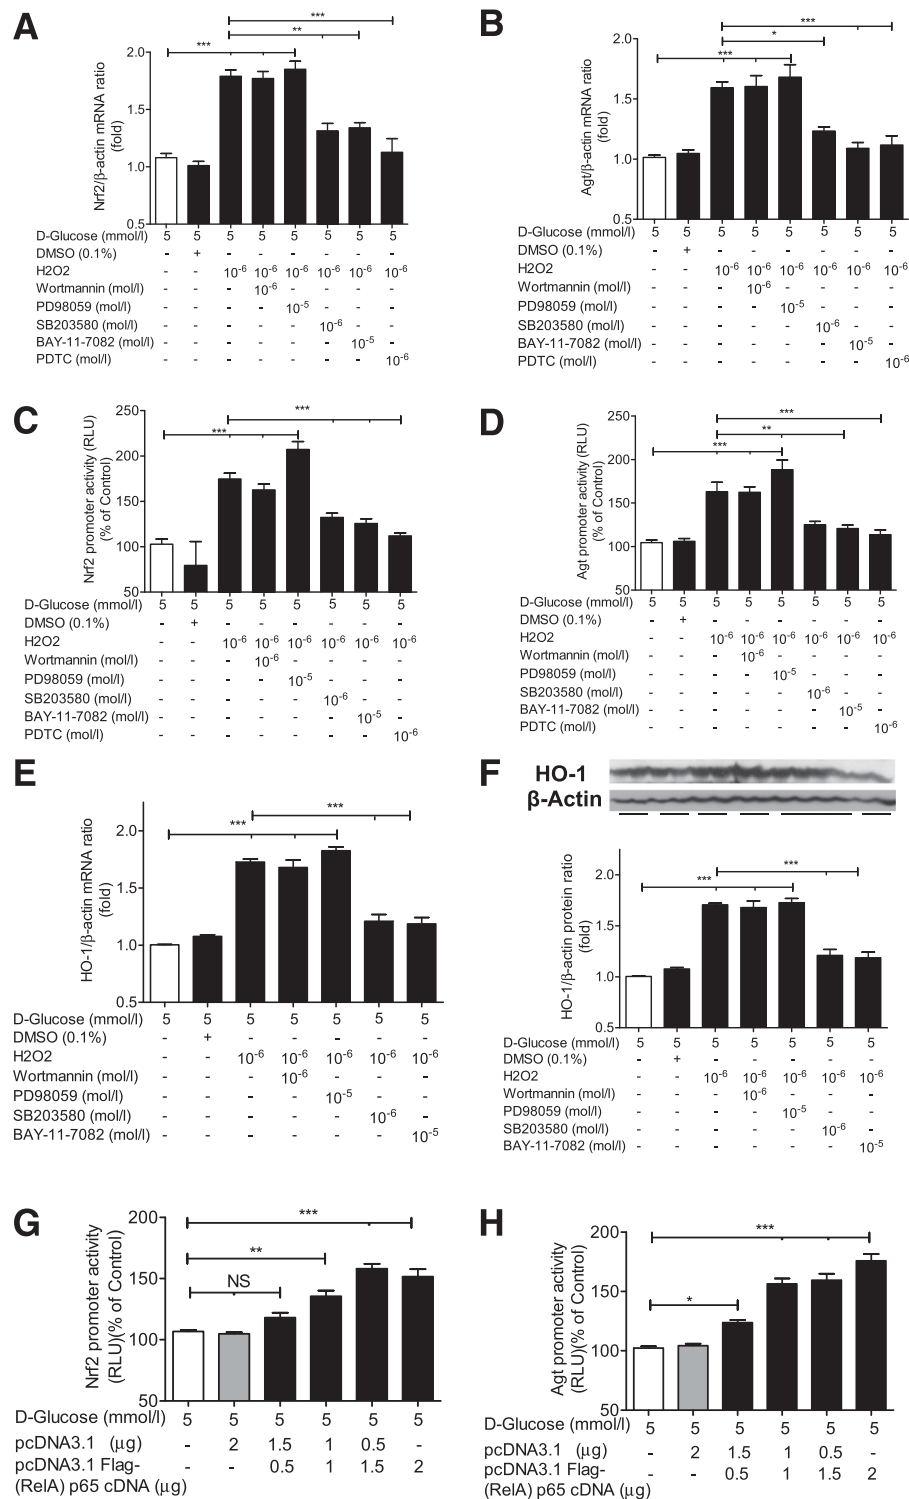 A
***
**
***
Nrf2/β-actin mRNA ratio
(fold)
2.0
1.5
1.0
0.5
D-Glucose (mmol/l) 5 5 5 5 5 5 5 5
DMSO (0.1%) - + - - - - - -
H2O2 - - 10-6 10-6 10-6 10-6 10-6 10-6
Wortmannin (mol/l) - - - 10-6 - - - -
PD98059 (mol/l) - - - - 10-5 - - -
SB203580 (mol/l) - - - - - 10-6 - -
BAY-11-7082 (mol/l) - - - - - - 10-5 -
PDTC (mol/l) - - - - - - - 10-6
B
***
*
***
Agt/β-actin mRNA ratio
(fold)
2.0
1.5
1.0
0.5
D-Glucose (mmol/l) 5 5 5 5 5 5 5 5
DMSO (0.1%) - + - - - - - -
H2O2 - - 10-6 10-6 10-6 10-6 10-6 10-6
Wortmannin (mol/l) - - - 10-6 - - - -
PD98059 (mol/l) - - - - 10-5 - - -
SB203580 (mol/l) - - - - - 10-6 - -
BAY-11-7082 (mol/l) - - - - - - 10-5 -
PDTC (mol/l) - - - - - - - 10-6
C
***
***
Nrf2 promoter activity (RLU)
(% of Control)
250
200
150
100
50
D-Glucose (mmol/l) 5 5 5 5 5 5 5 5
DMSO (0.1%) - + - - - - - -
H2O2 - - 10-6 10-6 10-6 10-6 10-6 10-6
Wortmannin (mol/l) - - - 10-6 - - - -
PD98059 (mol/l) - - - - 10-5 - - -
SB203580 (mol/l) - - - - - 10-6 - -
BAY-11-7082 (mol/l) - - - - - - 10-5 -
PDTC (mol/l) - - - - - - - 10-6
D
***
**
***
Agt promoter activity (RLU)
(% of Control)
250
200
150
100
50
D-Glucose (mmol/l) 5 5 5 5 5 5 5 5
DMSO (0.1%) - + - - - - - -
H2O2 - - 10-6 10-6 10-6 10-6 10-6 10-6
Wortmannin (mol/l) - - - 10-6 - - - -
PD98059 (mol/l) - - - - 10-5 - - -
SB203580 (mol/l) - - - - - 10-6 - -
BAY-11-7082 (mol/l) - - - - - - 10-5 -
PDTC (mol/l) - - - - - - - 10-6
E
***
***
HO-1/β-actin mRNA ratio
(fold)
2.0
1.5
1.0
0.5
D-Glucose (mmol/l) 5 5 5 5 5 5 5
DMSO (0.1%) - + - - - - -
H2O2 - - 10-6 10-6 10-6 10-6 10-6
Wortmannin (mol/l) - - - 10-6 - - -
PD98059 (mol/l) - - - - 10-5 - -
SB203580 (mol/l) - - - - - 10-6 -
BAY-11-7082 (mol/l) - - - - - - 10-5
F
HO-1
β-Actin
***
***
HO-1/β-actin protein ratio
(fold)
2.0
1.5
1.0
0.5
D-Glucose (mmol/l) 5 5 5 5 5 5 5
DMSO (0.1%) - + - - - - -
H2O2 - - 10-6 10-6 10-6 10-6 10-6
Wortmannin (mol/l) - - - 10-6 - - -
PD98059 (mol/l) - - - - 10-5 - -
SB203580 (mol/l) - - - - - 10-6 -
BAY-11-7082 (mol/l) - - - - - - 10-5
G
***
**
NS
Nrf2 promoter activity
(RLU)(% of Control)
200
150
100
50
D-Glucose (mmol/l) 5 5 5 5 5 5
pcDNA3.1 (μg) - 2 1.5 1 0.5 -
pcDNA3.1 Flag- - - 0.5 1 1.5 2
(RelA) p65 cDNA (μg)
H
***
*
Agt promoter activity
(RLU)(% of Control)
200
150
100
50
D-Glucose (mmol/l) 5 5 5 5 5 5
pcDNA3.1 (μg) - 2 1.5 1 0.5 -
pcDNA3.1 Flag- - - 0.5 1 1.5 2
(RelA) p65 cDNA (μg)